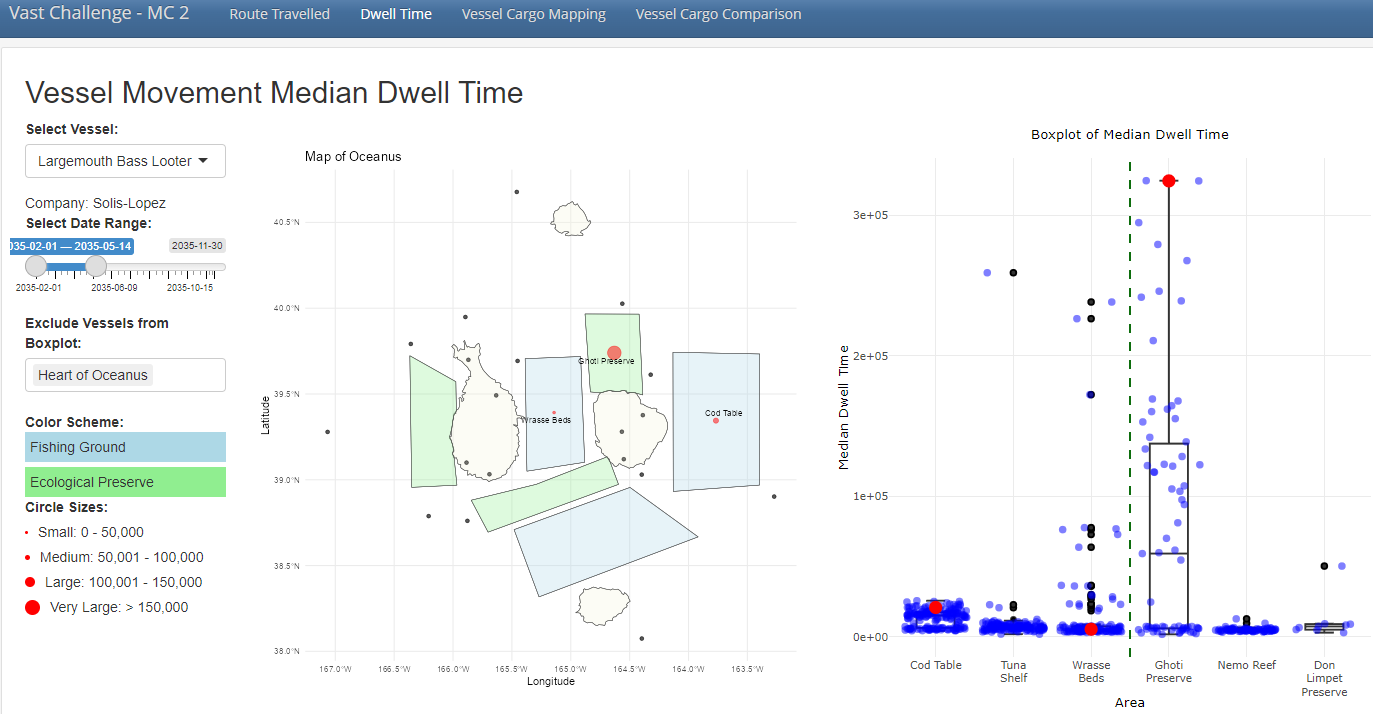 Vast Challenge - MC 2 Route Travelled Dwell Time Vessel Cargo Mapping Vessel Cargo Comparison
Vessel Movement Median Dwell Time
Select Vessel:
Largemouth Bass Looter
Company: Solis-Lopez
Select Date Range:
035-02-01 — 2035-05-14 2035-11-30
2035-02-01 2035-08-09 2035-10-15
Exclude Vessels from
Boxplot:
Heart of Oceanus
Color Scheme:
Fishing Ground
Ecological Preserve
Circle Sizes:
Small: 0 - 50,000
Medium: 50,001 - 100,000
Large: 100,001 - 150,000
Very Large: > 150,000
Map of Oceanus
40.5°N
40.0°N
39.5°N
39.0°N
38.5°N
38.0°N
Latitude
Ghoti Preserve
Wrasse Beds
Cod Table
167.0°W 166.5°W 166.0°W 165.5°W 165.0°W 164.5°W 164.0°W 163.5°W
Longitude
Boxplot of Median Dwell Time
3e+05
2e+05
1e+05
0e+00
Median Dwell Time
Cod Table
Tuna
Shelf
Wrasse
Beds
Ghoti
Preserve
Nemo Reef
Don
Limpet
Preserve
Area